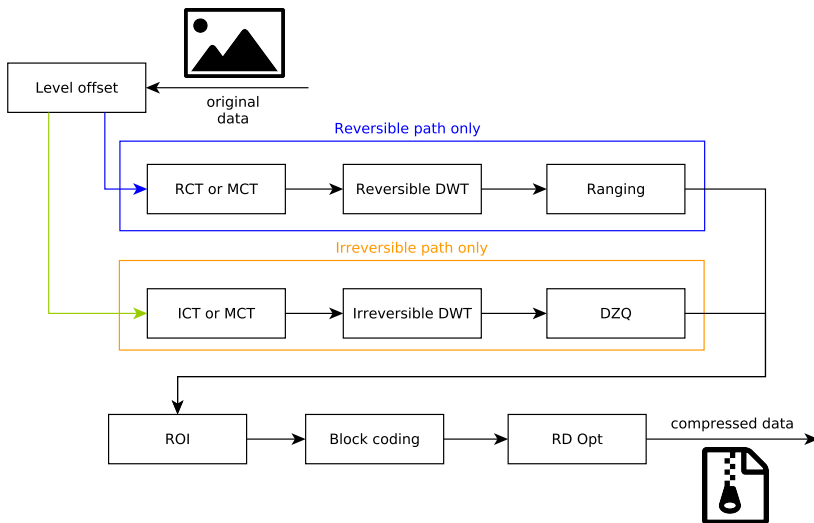 Level offset
original
data
Reversible path only
RCT or MCT
Reversible DWT
Ranging
Irreversible path only
ICT or MCT
Irreversible DWT
DZQ
ROI
Block coding
RD Opt
compressed data